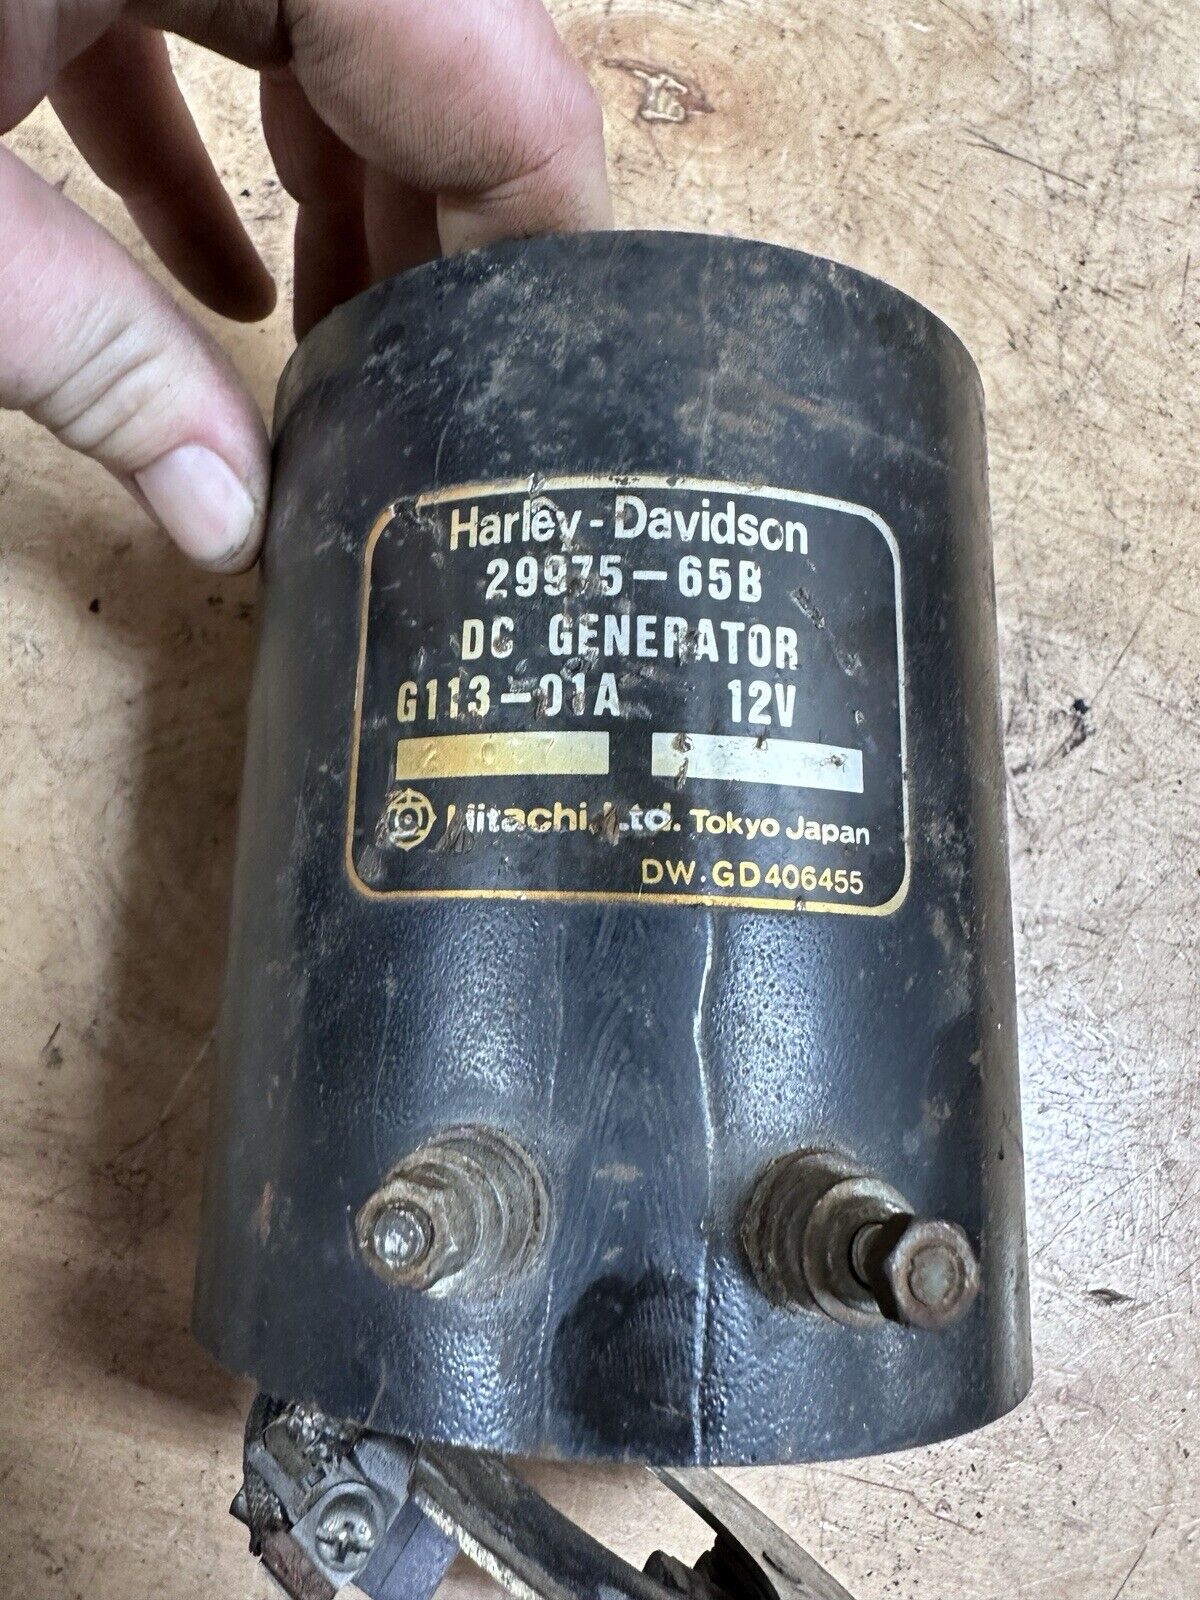 Harley-Davidson
29975-65B
DC GENERATOR
G113-01A 12V
Hitachi, Ltd. Tokyo Japan
DW.GD406455